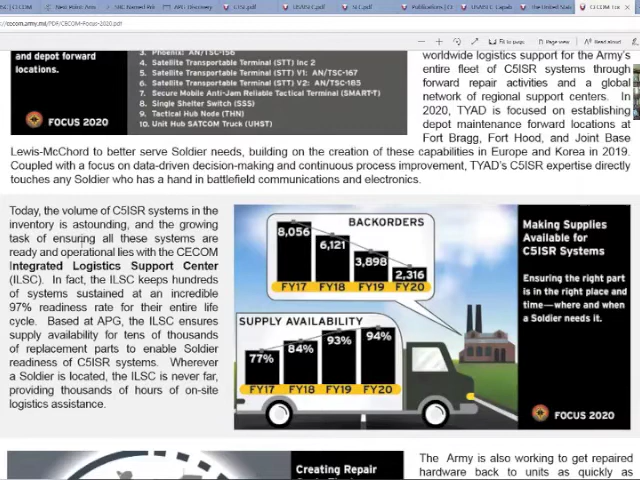 cecom.army.mil/PDF/CECOM-Focus-2020.pdf
Fit to page
Page view
Read aloud
and depot forward
locations.
FOCUS 2020
3. Phoenix: AN/TSC-156
4. Satellite Transportable Terminal (STT) Inc 2
5. Satellite Transportable Terminal (STT) V1: AN/TSC-167
6. Satellite Transportable Terminal (STT) V2: AN/TSC-185
7. Secure Mobile Anti-Jam Reliable Tactical Terminal (SMART-T)
8. Single Shelter Switch (SSS)
9. Tactical Hub Node (THN)
10. Unit Hub SATCOM Truck (UHST)
worldwide logistics support for the Army's
entire fleet of C5ISR systems through
forward repair activities and a global
network of regional support centers. In
2020, TYAD is focused on establishing
depot maintenance forward locations at
Fort Bragg, Fort Hood, and Joint Base
Lewis-McChord to better serve Soldier needs, building on the creation of these capabilities in Europe and Korea in 2019.
Coupled with a focus on data-driven decision-making and continuous process improvement, TYAD's C5ISR expertise directly
touches any Soldier who has a hand in battlefield communications and electronics.
Today, the volume of C5ISR systems in the
inventory is astounding, and the growing
task of ensuring all these systems are
ready and operational lies with the CECOM
Integrated Logistics Support Center
(ILSC). In fact, the ILSC keeps hundreds
of systems sustained at an incredible
97% readiness rate for their entire life
cycle. Based at APG, the ILSC ensures
supply availability for tens of thousands
of replacement parts to enable Soldier
readiness of C5ISR systems. Wherever
a Soldier is located, the ILSC is never far,
providing thousands of hours of on-site
logistics assistance.
BACKORDERS
8,056
6,121
3,898
2,316
FY17 FY18 FY19 FY20
SUPPLY AVAILABILITY
77%
84%
93%
94%
FY17 FY18 FY19 FY20
Making Supplies
Available for
C5ISR Systems
Ensuring the right part
is in the right place and
time—where and when
a Soldier needs it.
FOCUS 2020
Creating Repair
The Army is also working to get repaired
hardware back to units as quickly as